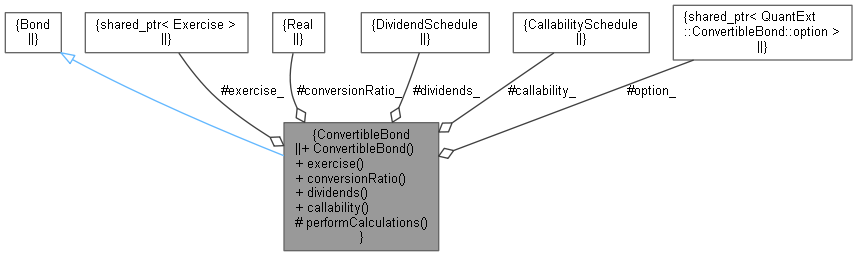 {Bond
||}
{shared_ptr< Exercise >
||}
{Real
||}
{DividendSchedule
||}
{CallabilitySchedule
||}
{shared_ptr< QuantExt
::ConvertibleBond::option >
||}
#exercise_
#conversionRatio_
#dividends_
#callability_
#option_
{ConvertibleBond
||+ ConvertibleBond()
+ exercise()
+ conversionRatio()
+ dividends()
+ callability()
# performCalculations()
}